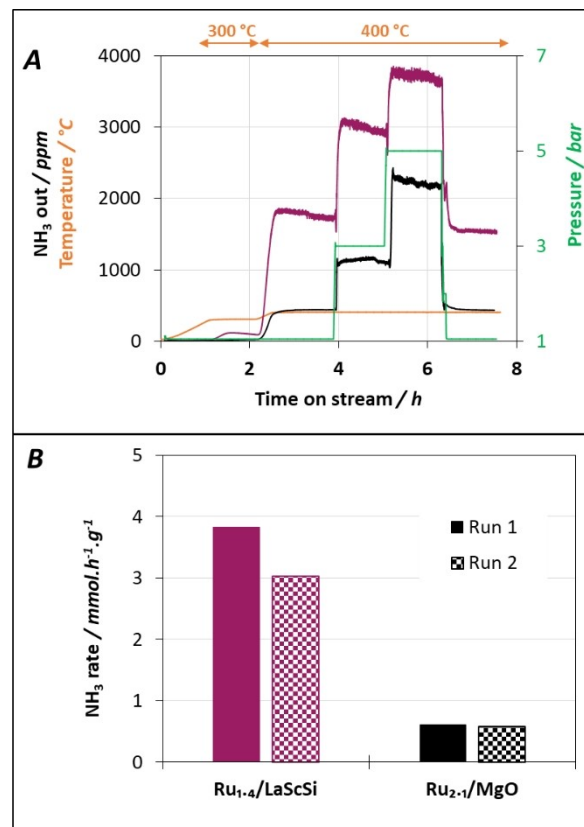 300 °C
400 °C
A
NH₃ out / ppm
Temperature / °C
Pressure / bar
4000
3000
2000
1000
0
7
5
3
1
0
2
4
6
8
Time on stream / h
B
NH₃ rate / mmol.h⁻¹.g⁻¹
5
4
3
2
1
0
Run 1
Run 2
Ru₁.₄/LaScSi
Ru₂.₁/MgO